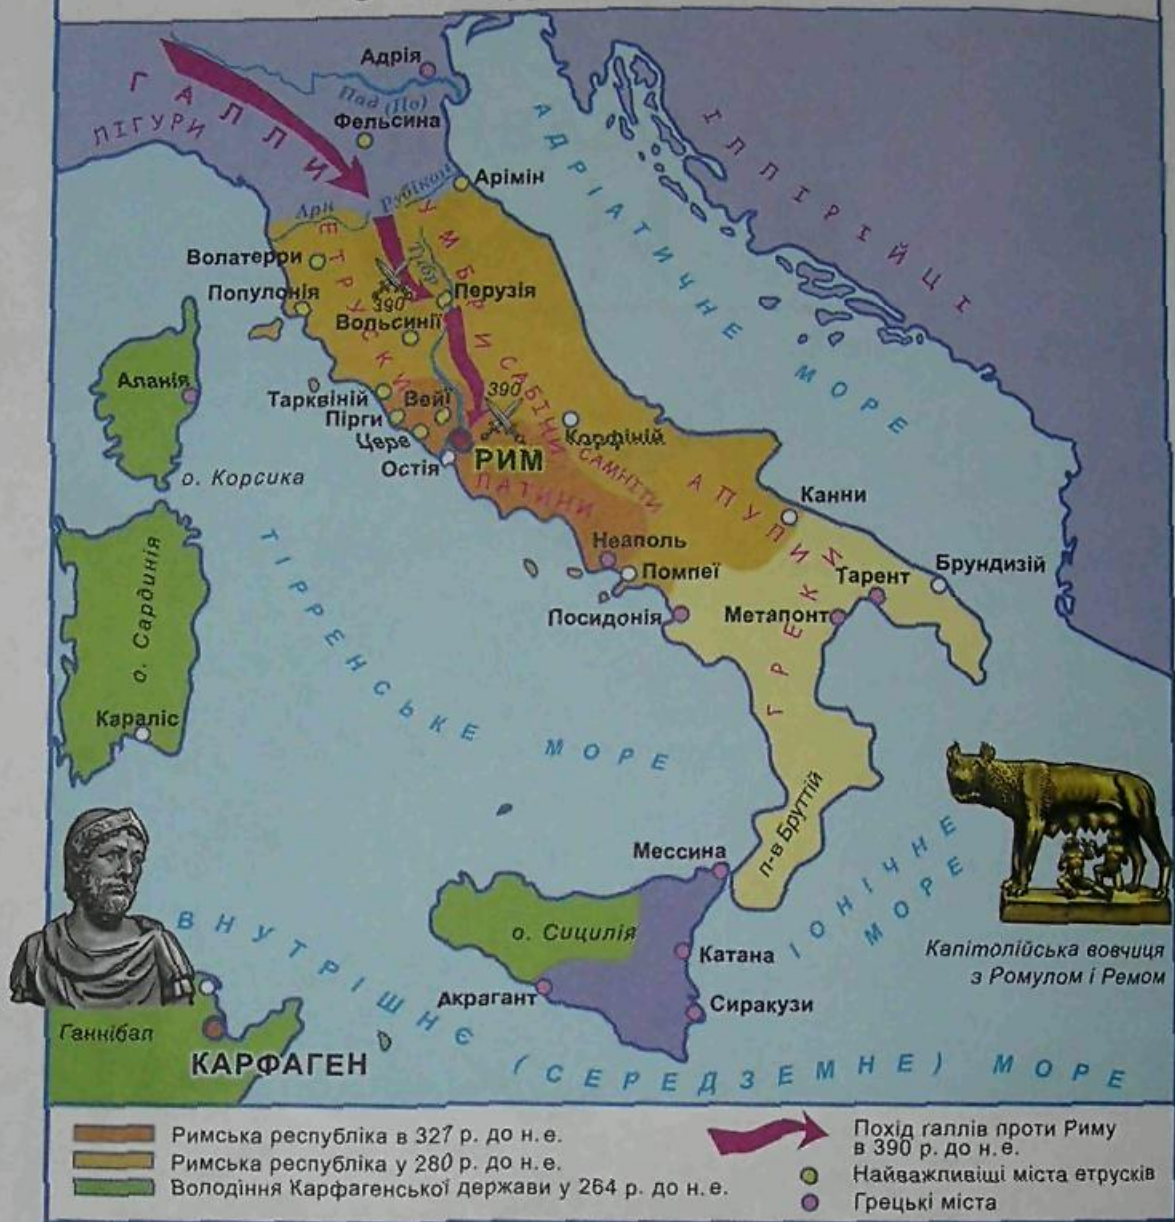 Адрія
Пад (По)
ГАЛЛИ
ЛІГУРИ
Фельсина
ІЛЛІРІЙЦІ
АДРІАТИЧНЕ МОРЕ
Рубікон
Арімін
Арн
ЕТРУСКИ
УМБРИ
Волатерри
Тібр
Популонія
390
Перузія
Вольсинії
САБІНИ
Аланія
Тарквіній
Вейї
390
Пірги
Цере
Карфіній
Остія
РИМ
САМНІТИ
о. Корсика
ЛАТИНИ
АПУЛИ
Канни
ТІРРЕНСЬКЕ МОРЕ
Неаполь
Помпеї
Тарент
Брундизій
Посидонія
Метапонт
ГРЕКИ
о. Сардинія
Караліс
п-в Бруттій
Мессина
ІОНІЧНЕ
МОРЕ
о. Сицилія
Катана
Капітолійська вовчиця
з Ромулом і Ремом
Акрагант
Сиракузи
Ганнібал
КАРФАГЕН
ВНУТРІШНЄ (СЕРЕДЗЕМНЕ) МОРЕ
Римська республіка в 327 р. до н.е.
Римська республіка у 280 р. до н.е.
Володіння Карфагенської держави у 264 р. до н.е.
Похід галлів проти Риму
в 390 р. до н.е.
Найважливіші міста етрусків
Грецькі міста